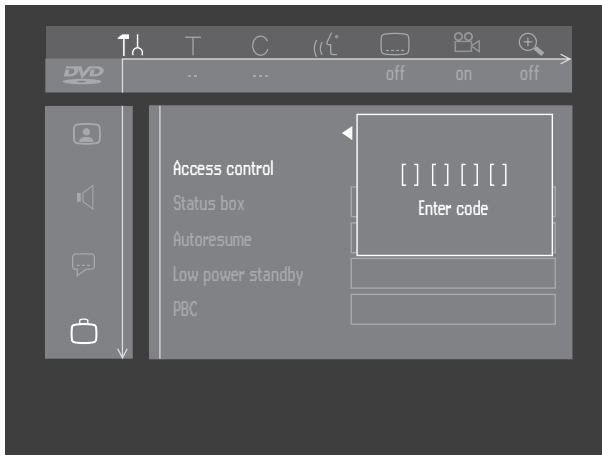 T C
DVD .. ... off on off
Access control
[ ] [ ] [ ] [ ]
Enter code
Status box
Autoresume
Low power standby
PBC